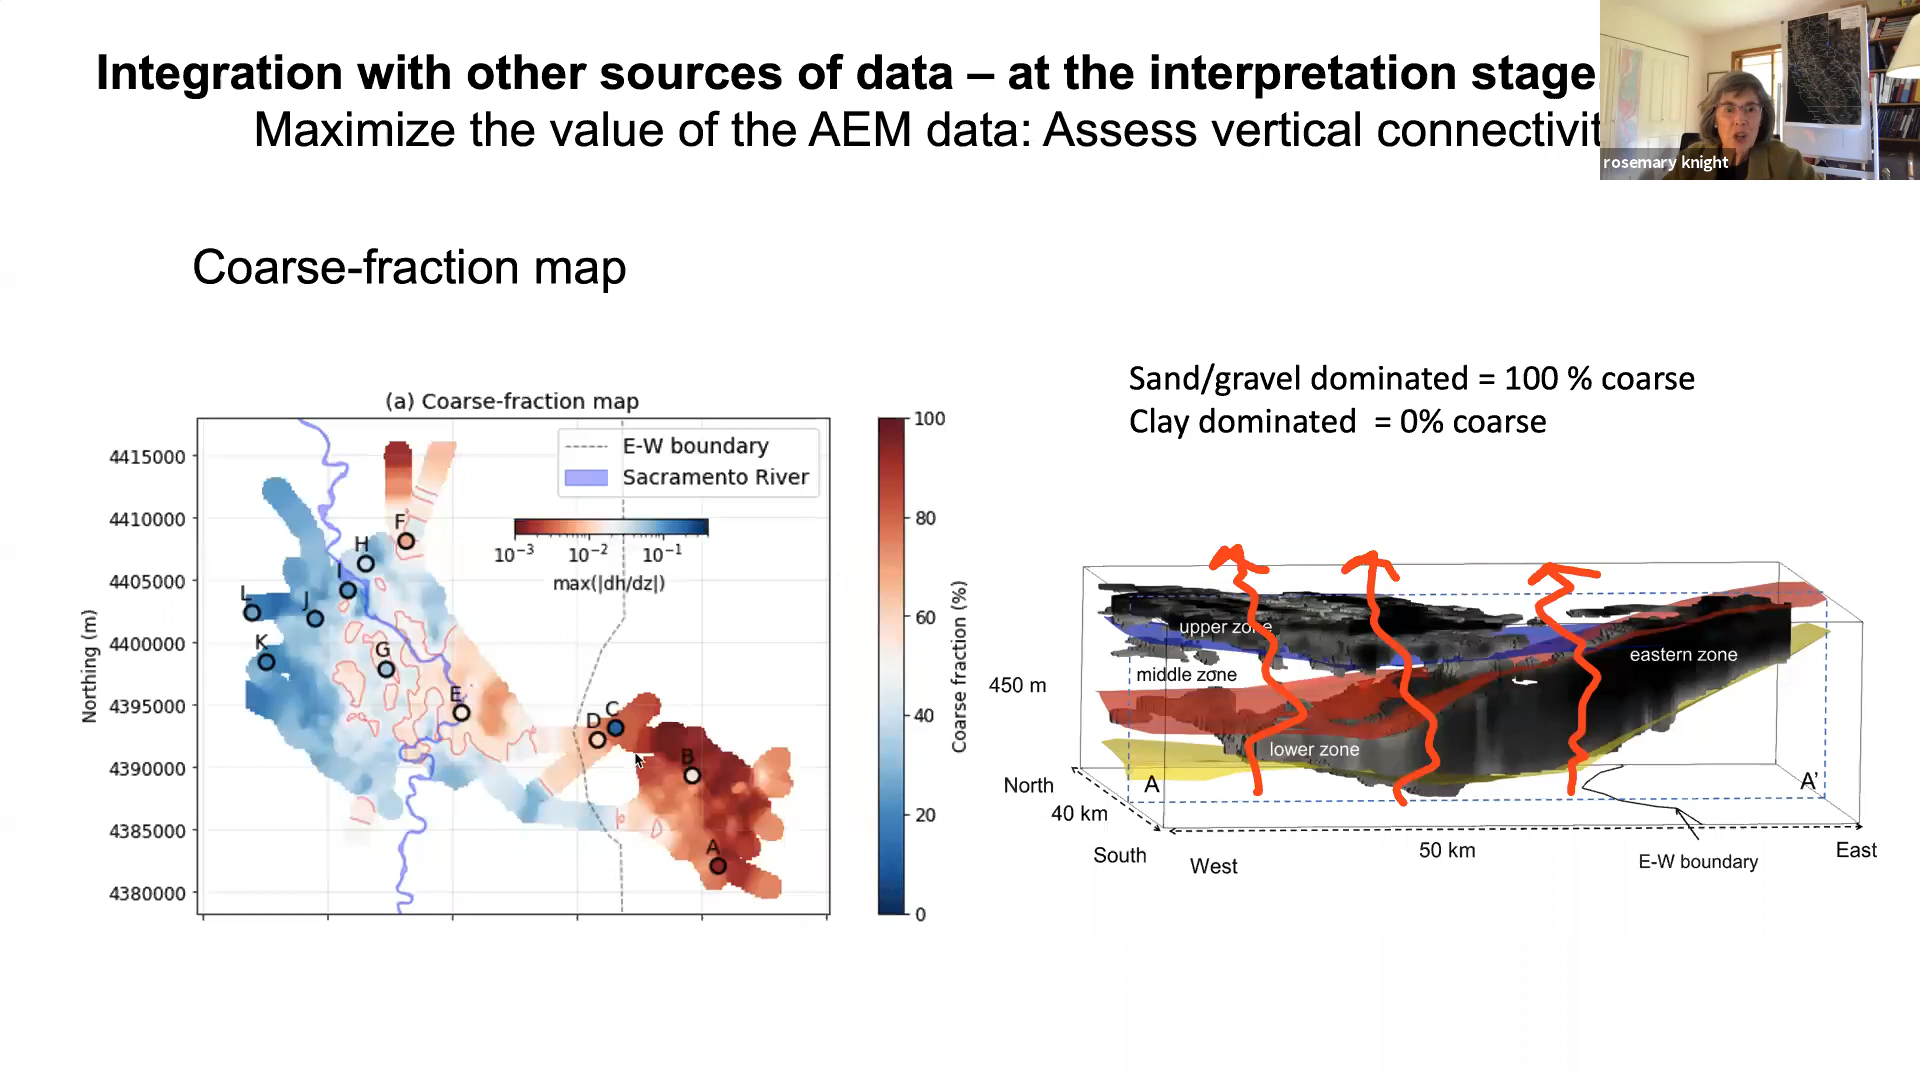 Integration with other sources of data – at the interpretation stage
Maximize the value of the AEM data: Assess vertical connectivit
rosemary knight
Coarse-fraction map
Sand/gravel dominated = 100 % coarse
Clay dominated = 0% coarse
(a) Coarse-fraction map
E-W boundary
Sacramento River
10⁻³ 10⁻² 10⁻¹
max(|dh/dz|)
Northing (m)
4415000
4410000
4405000
4400000
4395000
4390000
4385000
4380000
F
H
I
L
J
K
G
E
D
C
B
A
100
80
60
40
20
0
Coarse fraction (%)
upper zone
middle zone
lower zone
eastern zone
450 m
North
40 km
South
West
50 km
East
A
A'
E-W boundary